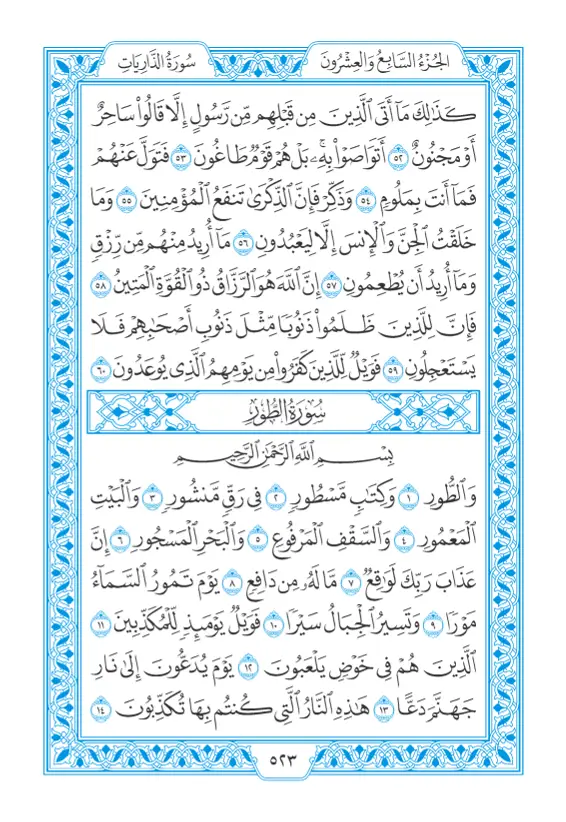 الجُزْءُ السَّابِعُ وَالعِشْرُونَ
سُورَةُ الذَّارِيَاتِ
كَذَٰلِكَ مَآ أَتَى ٱلَّذِينَ مِن قَبْلِهِم مِّن رَّسُولٍ إِلَّا قَالُوا۟ سَاحِرٌ
أَوْ مَجْنُونٌ ٥٢ أَتَوَاصَوْا۟ بِهِۦۚ بَلْ هُمْ قَوْمٌ طَاغُونَ ٥٣ فَتَوَلَّ عَنْهُمْ
فَمَآ أَنتَ بِمَلُومٍ ٥٤ وَذَكِّرْ فَإِنَّ ٱلذِّكْرَىٰ تَنفَعُ ٱلْمُؤْمِنِينَ ٥٥ وَمَا
خَلَقْتُ ٱلْجِنَّ وَٱلْإِنسَ إِلَّا لِيَعْبُدُونِ ٥٦ مَآ أُرِيدُ مِنْهُم مِّن رِّزْقٍ
وَمَآ أُرِيدُ أَن يُطْعِمُونِ ٥٧ إِنَّ ٱللَّهَ هُوَ ٱلرَّزَّاقُ ذُو ٱلْقُوَّةِ ٱلْمَتِينُ ٥٨
فَإِنَّ لِلَّذِينَ ظَلَمُوا۟ ذَنُوبًا مِّثْلَ ذَنُوبِ أَصْحَٰبِهِمْ فَلَا
يَسْتَعْجِلُونِ ٥٩ فَوَيْلٌ لِّلَّذِينَ كَفَرُوا۟ مِن يَوْمِهِمُ ٱلَّذِى يُوعَدُونَ ٦٠
سُورَةُ الطُّورِ
بِسْمِ ٱللَّهِ ٱلرَّحْمَٰنِ ٱلرَّحِيمِ
وَٱلطُّورِ ١ وَكِتَٰبٍ مَّسْطُورٍ ٢ فِى رَقٍّ مَّنشُورٍ ٣ وَٱلْبَيْتِ
ٱلْمَعْمُورِ ٤ وَٱلسَّقْفِ ٱلْمَرْفُوعِ ٥ وَٱلْبَحْرِ ٱلْمَسْجُورِ ٦ إِنَّ
عَذَابَ رَبِّكَ لَوَٰقِعٌ ٧ مَّا لَهُۥ مِن دَافِعٍ ٨ يَوْمَ تَمُورُ ٱلسَّمَآءُ
مَوْرًا ٩ وَتَسِيرُ ٱلْجِبَالُ سَيْرًا ١٠ فَوَيْلٌ يَوْمَئِذٍ لِّلْمُكَذِّبِينَ ١١
ٱلَّذِينَ هُمْ فِى خَوْضٍ يَلْعَبُونَ ١٢ يَوْمَ يُدَعُّونَ إِلَىٰ نَارِ
جَهَنَّمَ دَعًّا ١٣ هَٰذِهِ ٱلنَّارُ ٱلَّتِى كُنتُم بِهَا تُكَذِّبُونَ ١٤
٥٢٣